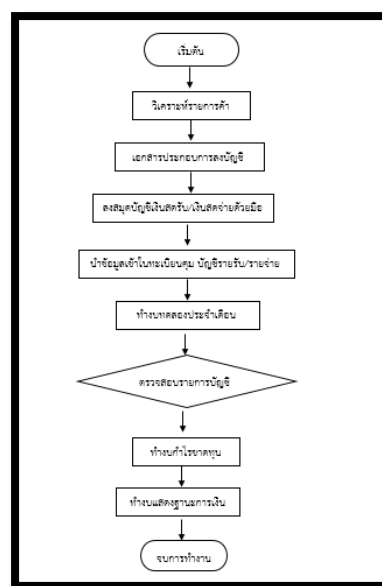 เริ่มต้น
วิเคราะห์รายการค้า
เอกสารประกอบการลงบัญชี
ลงสมุดบัญชีเงินสดรับ/เงินสดจ่ายด้วยมือ
นำข้อมูลเข้าในทะเบียนคุม บัญชีรายรับ/รายจ่าย
ทำงบทดลองประจำเดือน
ตรวจสอบรายการบัญชี
ทำงบกำไรขาดทุน
ทำงบแสดงฐานะการเงิน
จบการทำงาน